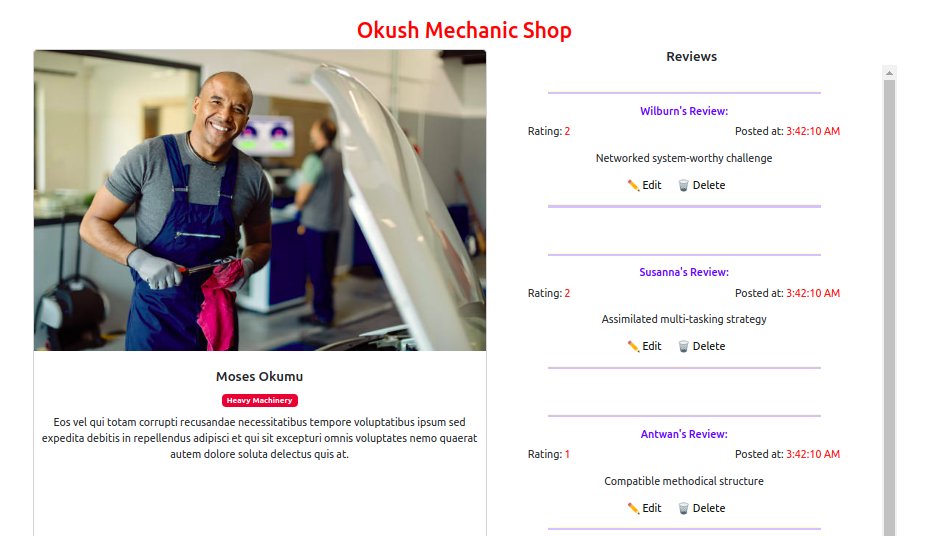 Okush Mechanic Shop
Moses Okumu
Heavy Machinery
Eos vel qui totam corrupti recusandae necessitatibus tempore voluptatibus ipsum sed
expedita debitis in repellendus adipisci et qui sit excepturi omnis voluptates nemo quaerat
autem dolore soluta delectus quis at.
Reviews
Wilburn's Review:
Rating: 2 Posted at: 3:42:10 AM
Networked system-worthy challenge
✏️ Edit 🗑️ Delete
Susanna's Review:
Rating: 2 Posted at: 3:42:10 AM
Assimilated multi-tasking strategy
✏️ Edit 🗑️ Delete
Antwan's Review:
Rating: 1 Posted at: 3:42:10 AM
Compatible methodical structure
✏️ Edit 🗑️ Delete